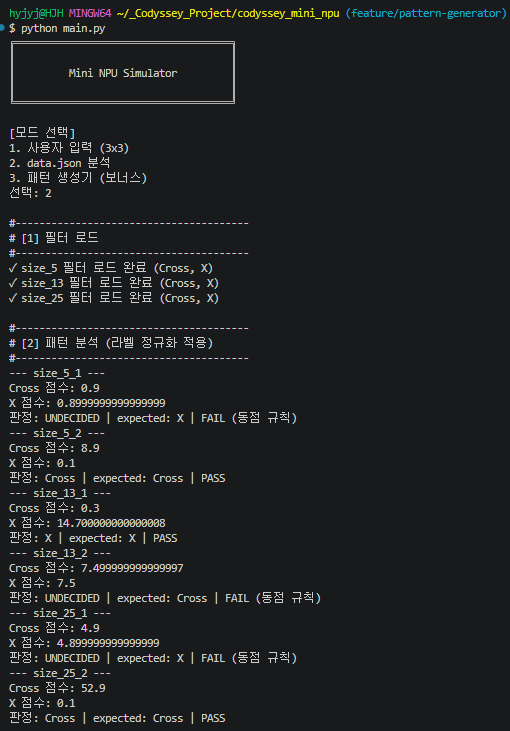 hyjyj@HJH MINGW64 ~/_Codyssey_Project/codyssey_mini_npu (feature/pattern-generator)
$ python main.py
Mini NPU Simulator
[모드 선택]
1. 사용자 입력 (3x3)
2. data.json 분석
3. 패턴 생성기 (보너스)
선택: 2
#---------------------------------------
# [1] 필터 로드
#---------------------------------------
✓ size_5 필터 로드 완료 (Cross, X)
✓ size_13 필터 로드 완료 (Cross, X)
✓ size_25 필터 로드 완료 (Cross, X)
#---------------------------------------
# [2] 패턴 분석 (라벨 정규화 적용)
#---------------------------------------
--- size_5_1 ---
Cross 점수: 0.9
X 점수: 0.8999999999999999
판정: UNDECIDED | expected: X | FAIL (동점 규칙)
--- size_5_2 ---
Cross 점수: 8.9
X 점수: 0.1
판정: Cross | expected: Cross | PASS
--- size_13_1 ---
Cross 점수: 0.3
X 점수: 14.700000000000008
판정: X | expected: X | PASS
--- size_13_2 ---
Cross 점수: 7.499999999999997
X 점수: 7.5
판정: UNDECIDED | expected: Cross | FAIL (동점 규칙)
--- size_25_1 ---
Cross 점수: 4.9
X 점수: 4.899999999999999
판정: UNDECIDED | expected: X | FAIL (동점 규칙)
--- size_25_2 ---
Cross 점수: 52.9
X 점수: 0.1
판정: Cross | expected: Cross | PASS